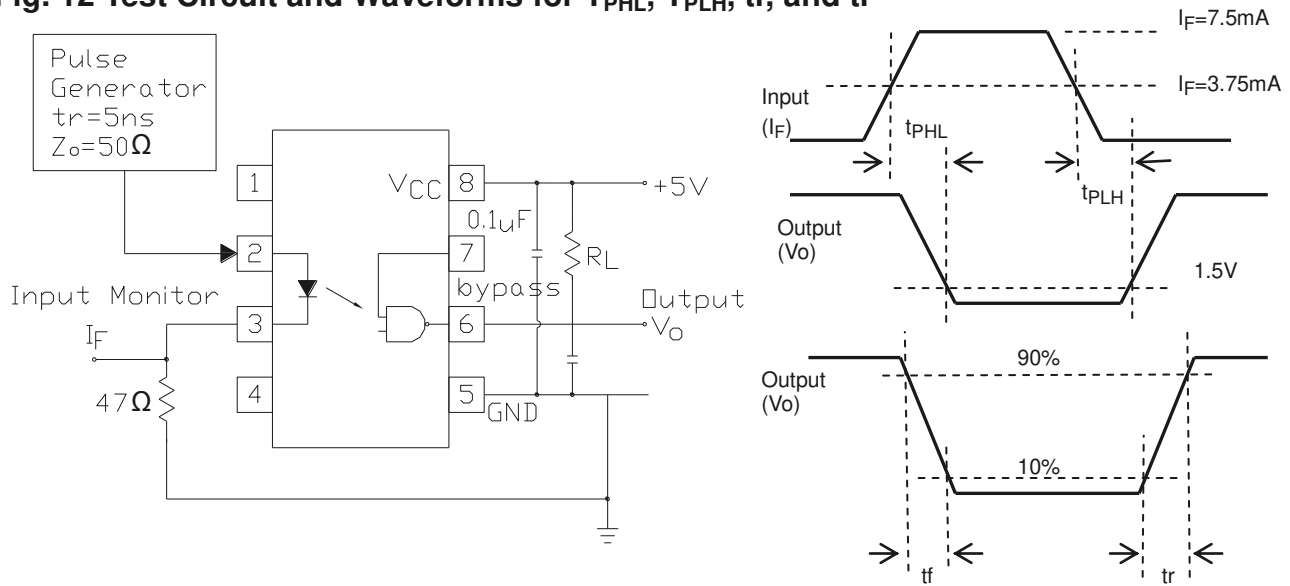 Fig. 12 Test Circuit and Waveforms for TPHL, TPLH, tr, and tf
Pulse
Generator
tr=5ns
Zo=50Ω
1
2
3
4
VCC
8
7
6
5
GND
0.1uF
bypass
RL
+5V
Output
Vo
Input Monitor
IF
47Ω
IF=7.5mA
IF=3.75mA
Input
(IF)
tPHL
tPLH
Output
(Vo)
1.5V
Output
(Vo)
90%
10%
tf
tr